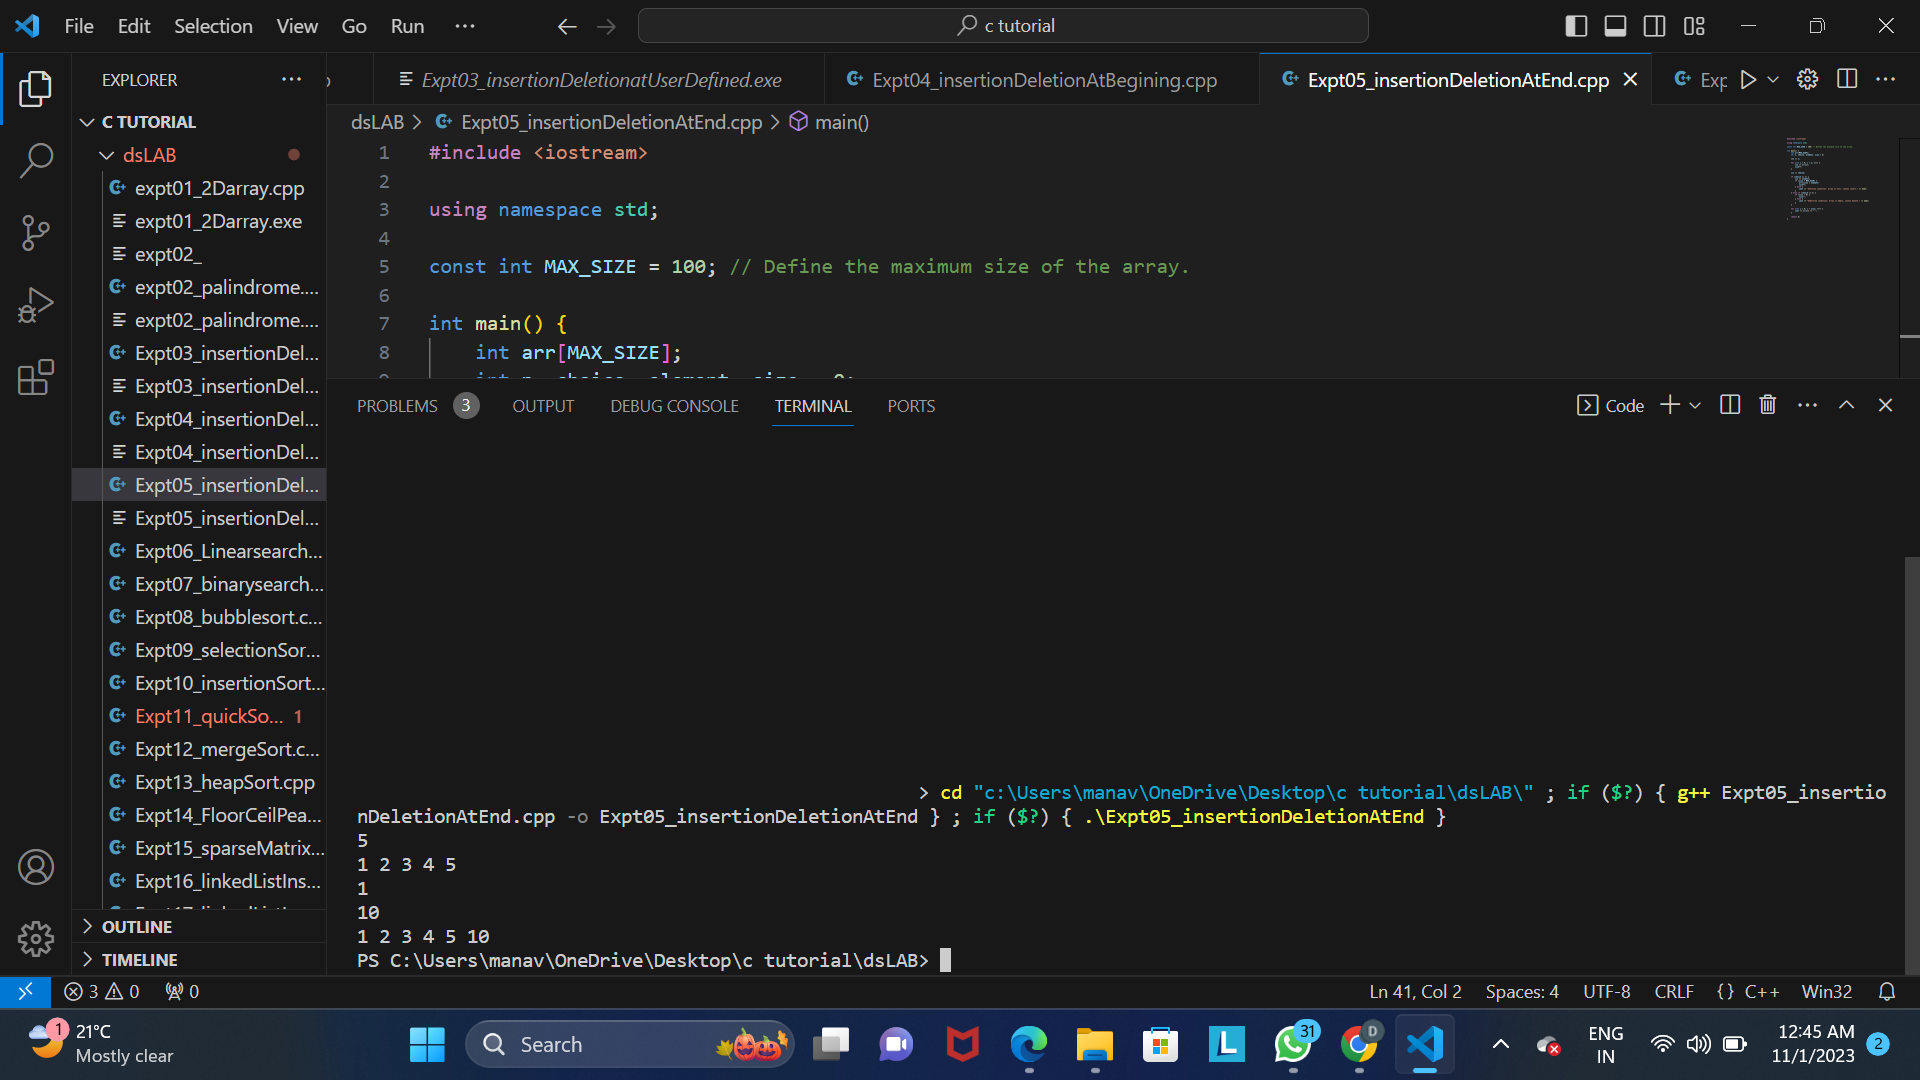 File Edit Selection View Go Run ···
c tutorial
EXPLORER ···
Expt03_insertionDeletionatUserDefined.exe
Expt04_insertionDeletionAtBegining.cpp
Expt05_insertionDeletionAtEnd.cpp
Exp
C TUTORIAL
dsLAB
expt01_2Darray.cpp
expt01_2Darray.exe
expt02_
expt02_palindrome....
expt02_palindrome....
Expt03_insertionDel...
Expt03_insertionDel...
Expt04_insertionDel...
Expt04_insertionDel...
Expt05_insertionDel...
Expt05_insertionDel...
Expt06_Linearsearch...
Expt07_binarysearch...
Expt08_bubblesort.c...
Expt09_selectionSor...
Expt10_insertionSort...
Expt11_quickSo... 1
Expt12_mergeSort.c...
Expt13_heapSort.cpp
Expt14_FloorCeilPea...
Expt15_sparseMatrix...
Expt16_linkedListIns...
OUTLINE
TIMELINE
dsLAB > Expt05_insertionDeletionAtEnd.cpp > main()
1 #include <iostream>
2
3 using namespace std;
4
5 const int MAX_SIZE = 100; // Define the maximum size of the array.
6
7 int main() {
8 int arr[MAX_SIZE];
PROBLEMS 3 OUTPUT DEBUG CONSOLE TERMINAL PORTS
Code
> cd "c:\Users\manav\OneDrive\Desktop\c tutorial\dsLAB\" ; if ($?) { g++ Expt05_insertio
nDeletionAtEnd.cpp -o Expt05_insertionDeletionAtEnd } ; if ($?) { .\Expt05_insertionDeletionAtEnd }
5
1 2 3 4 5
1
10
1 2 3 4 5 10
PS C:\Users\manav\OneDrive\Desktop\c tutorial\dsLAB>
3 0 0
Ln 41, Col 2 Spaces: 4 UTF-8 CRLF {} C++ Win32
1
21°C
Mostly clear
Search
31
D
ENG
IN
12:45 AM
11/1/2023
2